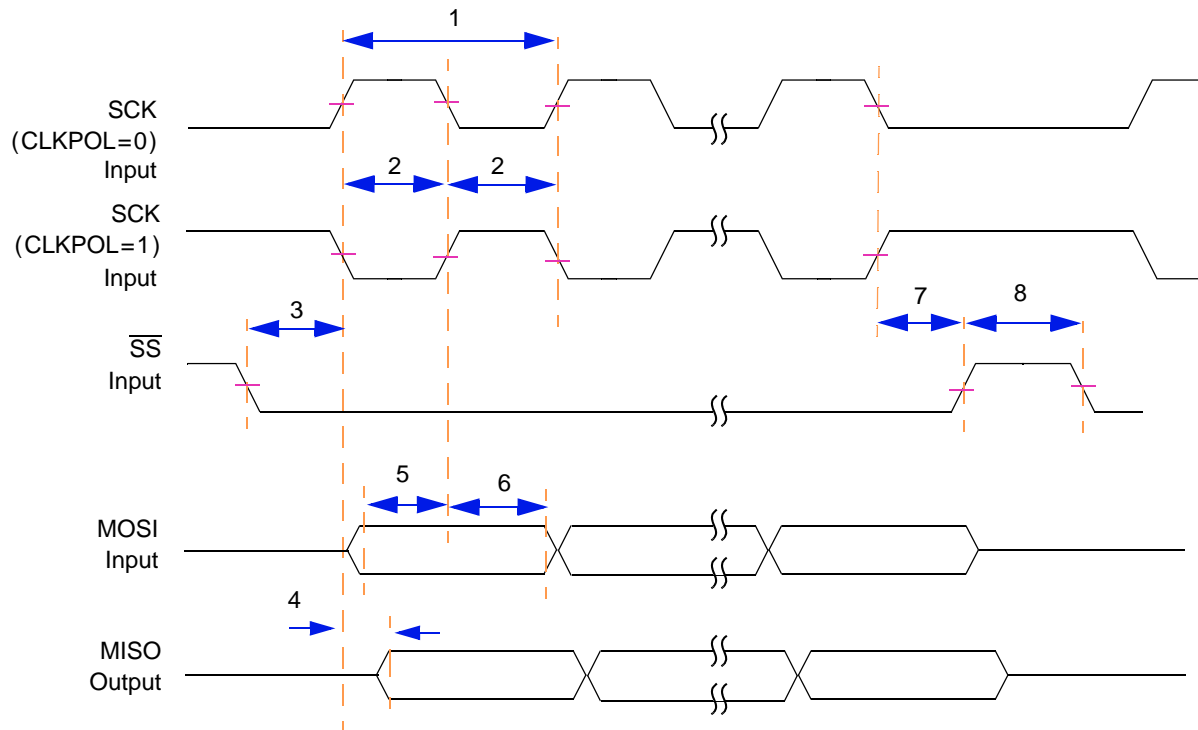 1
SCK
(CLKPOL=0)
Input
2 2
SCK
(CLKPOL=1)
Input
3
7 8
SS
Input
5 6
MOSI
Input
4
MISO
Output